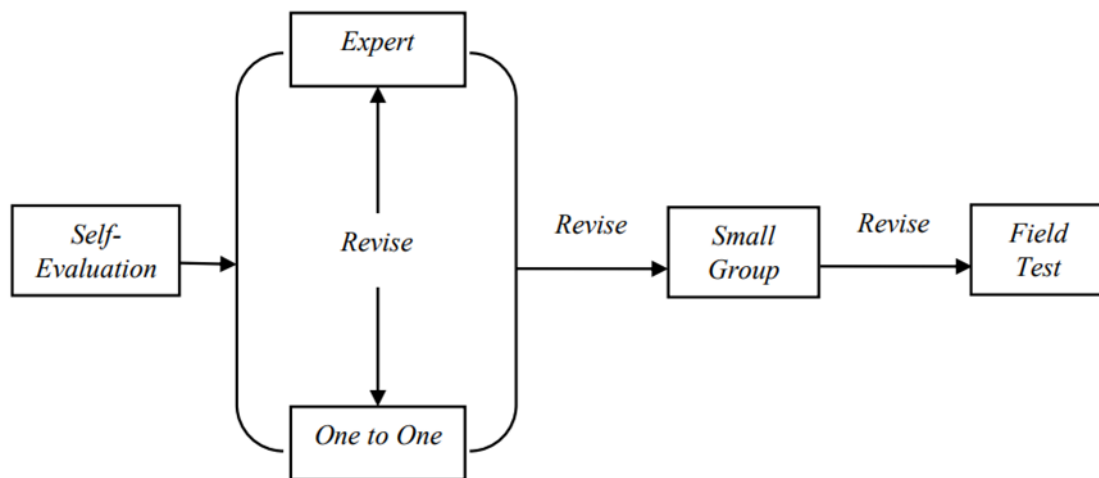 Expert
Self-
Evaluation
Revise
One to One
Revise
Small
Group
Revise
Field
Test